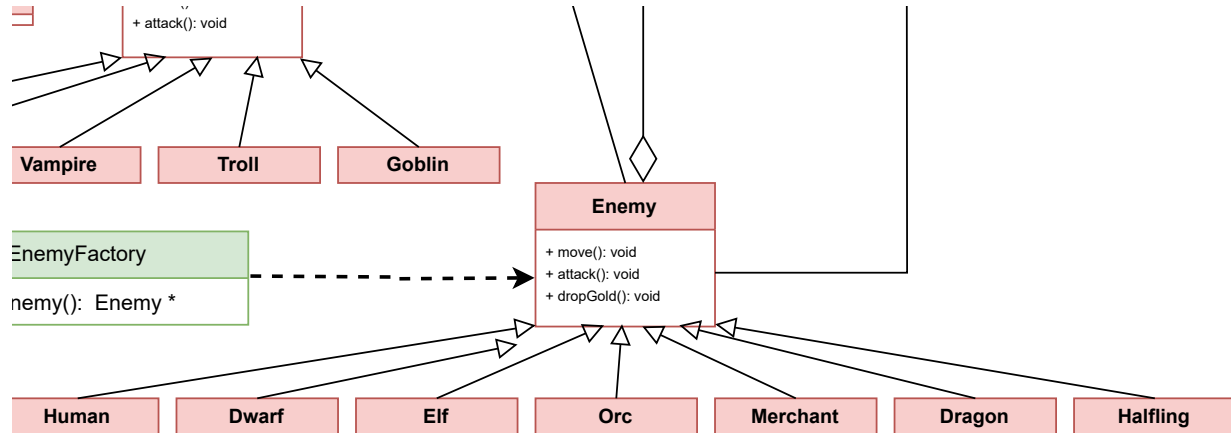 + attack(): void
Vampire
Troll
Goblin
Enemy
+ move(): void
+ attack(): void
+ dropGold(): void
EnemyFactory
nemy(): Enemy *
Human
Dwarf
Elf
Orc
Merchant
Dragon
Halfling